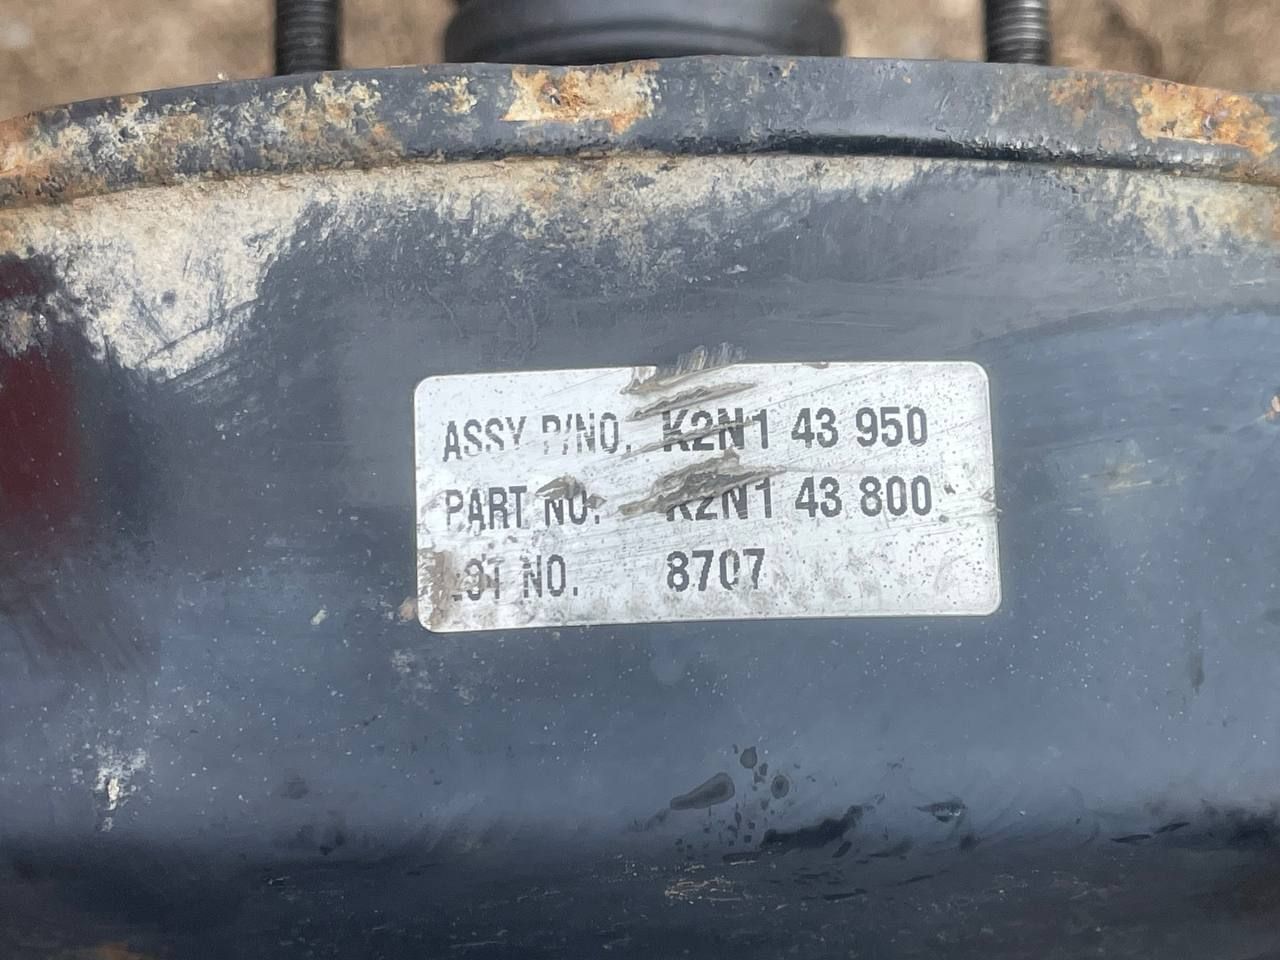 ASSY P/NO. K2N1 43 950
PART NO. K2N1 43 800
LOT NO. 8707